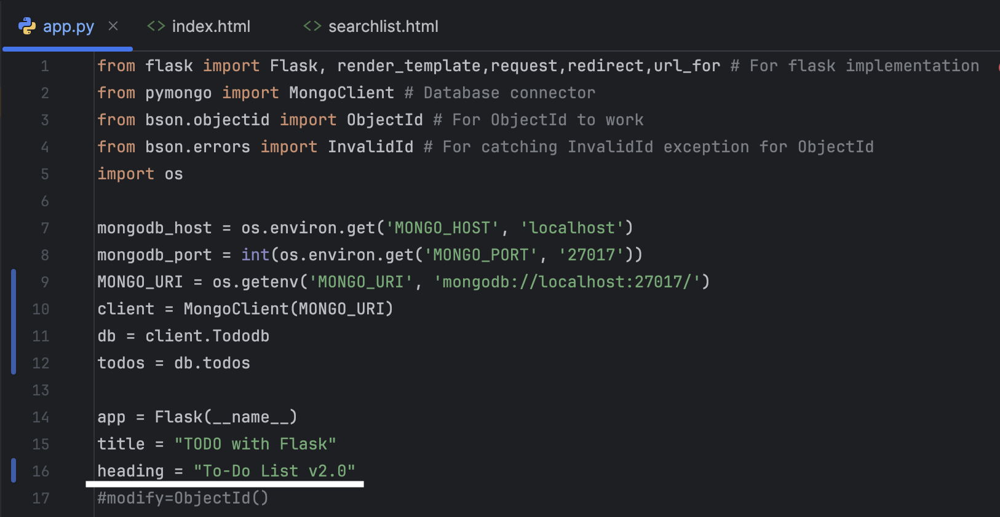 app.py × <> index.html <> searchlist.html
1 from flask import Flask, render_template,request,redirect,url_for # For flask implementation
2 from pymongo import MongoClient # Database connector
3 from bson.objectid import ObjectId # For ObjectId to work
4 from bson.errors import InvalidId # For catching InvalidId exception for ObjectId
5 import os
6
7 mongodb_host = os.environ.get('MONGO_HOST', 'localhost')
8 mongodb_port = int(os.environ.get('MONGO_PORT', '27017'))
9 MONGO_URI = os.getenv('MONGO_URI', 'mongodb://localhost:27017/')
10 client = MongoClient(MONGO_URI)
11 db = client.Tododb
12 todos = db.todos
13
14 app = Flask(__name__)
15 title = "TODO with Flask"
16 heading = "To-Do List v2.0"
17 #modify=ObjectId()